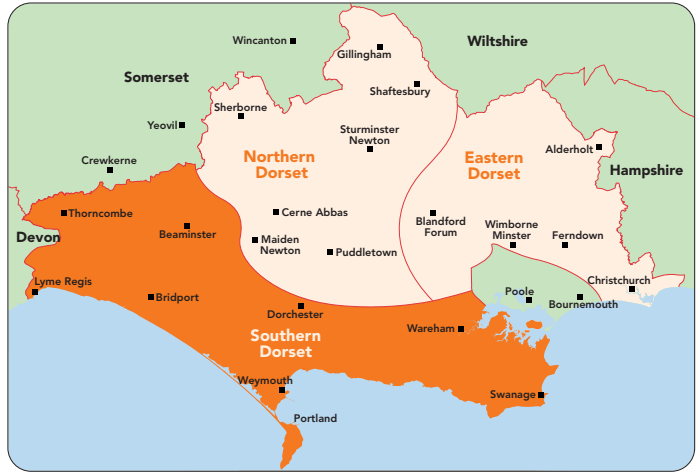 Wincanton
Wiltshire
Gillingham
Somerset
Shaftesbury
Sherborne
Yeovil
Sturminster
Newton
Alderholt
Crewkerne
Northern
Dorset
Eastern
Dorset
Hampshire
Thorncombe
Cerne Abbas
Blandford
Forum
Devon
Beaminster
Wimborne
Minster
Ferndown
Maiden
Newton
Puddletown
Lyme Regis
Christchurch
Poole
Bridport
Bournemouth
Dorchester
Southern
Dorset
Wareham
Weymouth
Swanage
Portland